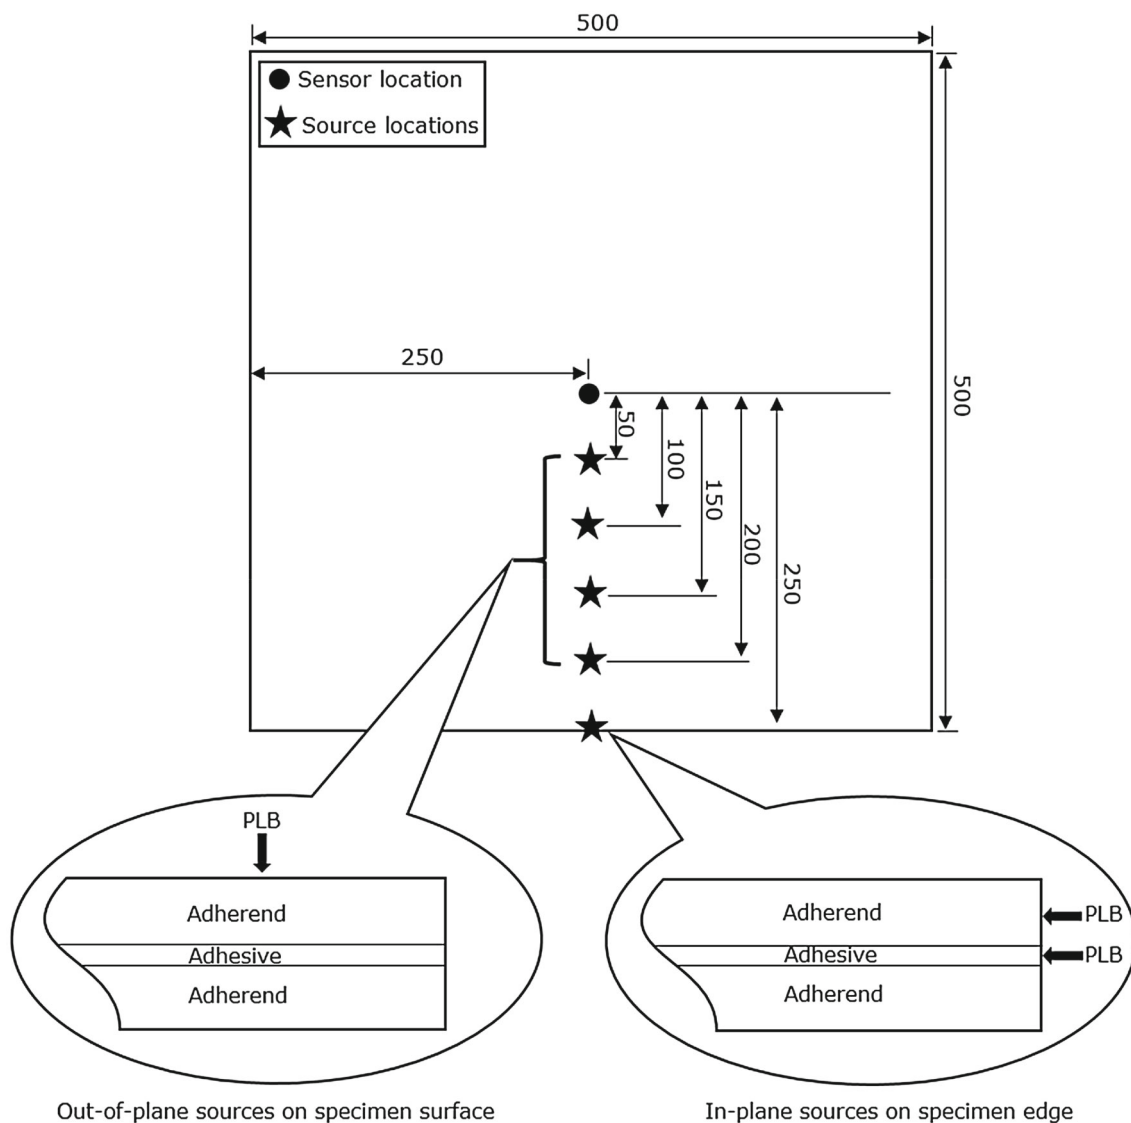 500
Sensor location
Source locations
250
500
50
100
150
200
250
PLB
Adherend
Adhesive
Adherend
Adherend
PLB
Adhesive
PLB
Adherend
Out-of-plane sources on specimen surface
In-plane sources on specimen edge